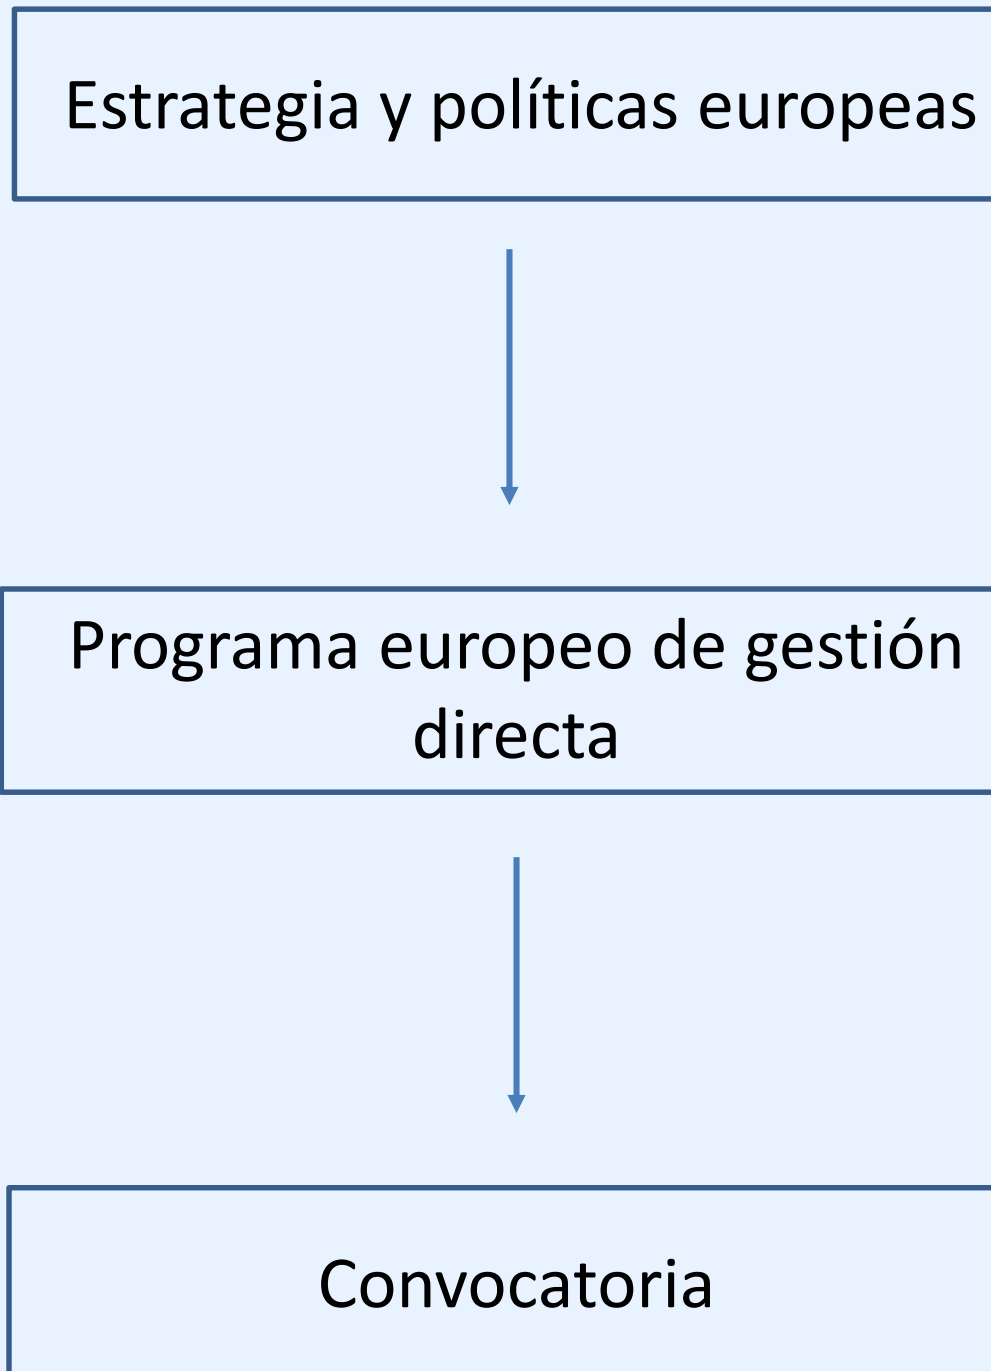 Estrategia y políticas europeas
Programa europeo de gestión
directa
Convocatoria